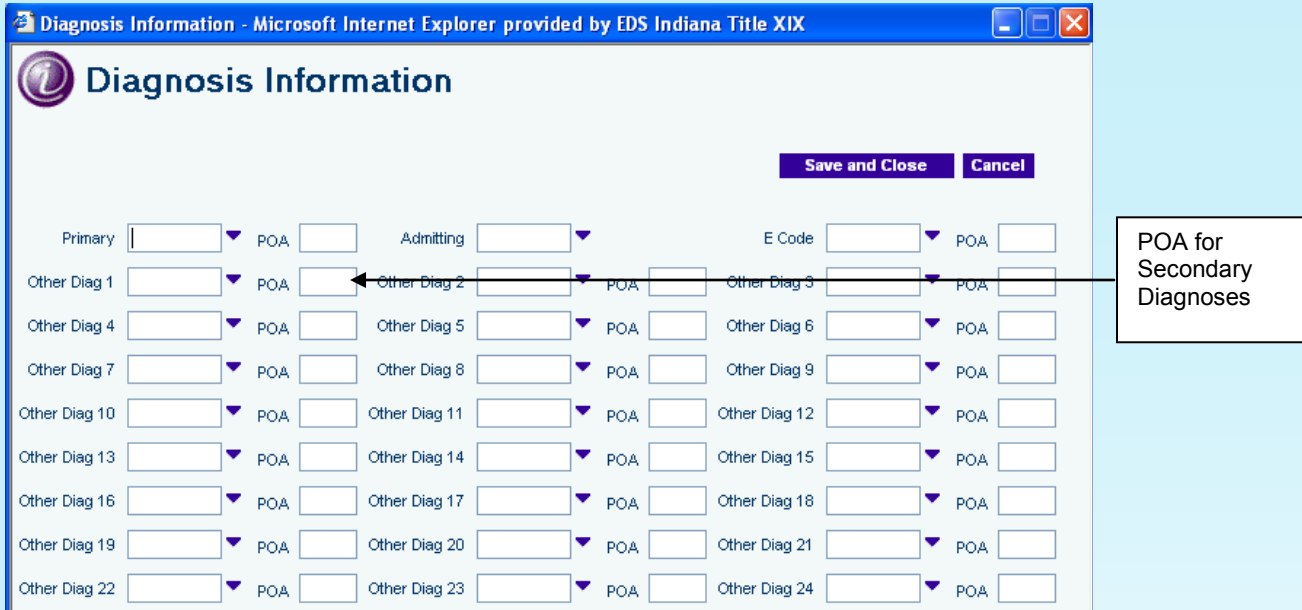 Diagnosis Information - Microsoft Internet Explorer provided by EDS Indiana Title XIX
Diagnosis Information
Save and Close Cancel
Primary POA Admitting E Code POA
Other Diag 1 POA Other Diag 2 POA Other Diag 3 POA
Other Diag 4 POA Other Diag 5 POA Other Diag 6 POA
Other Diag 7 POA Other Diag 8 POA Other Diag 9 POA
Other Diag 10 POA Other Diag 11 POA Other Diag 12 POA
Other Diag 13 POA Other Diag 14 POA Other Diag 15 POA
Other Diag 16 POA Other Diag 17 POA Other Diag 18 POA
Other Diag 19 POA Other Diag 20 POA Other Diag 21 POA
Other Diag 22 POA Other Diag 23 POA Other Diag 24 POA
POA for
Secondary
Diagnoses